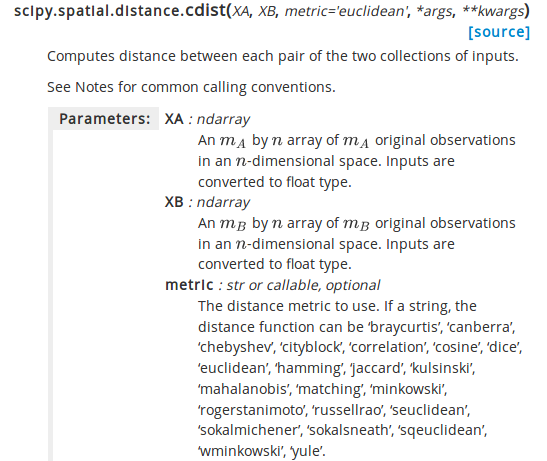 scipy.spatial.distance.cdist(XA, XB, metric='euclidean', *args, **kwargs)
[source]
Computes distance between each pair of the two collections of inputs.
See Notes for common calling conventions.
Parameters: XA : ndarray
An mA by n array of mA original observations
in an n-dimensional space. Inputs are
converted to float type.
XB : ndarray
An mB by n array of mB original observations
in an n-dimensional space. Inputs are
converted to float type.
metric : str or callable, optional
The distance metric to use. If a string, the
distance function can be ‘braycurtis’, ‘canberra’,
‘chebyshev’, ‘cityblock’, ‘correlation’, ‘cosine’, ‘dice’,
‘euclidean’, ‘hamming’, ‘jaccard’, ‘kulsinski’,
‘mahalanobis’, ‘matching’, ‘minkowski’,
‘rogerstanimoto’, ‘russellrao’, ‘seuclidean’,
‘sokalmichener’, ‘sokalsneath’, ‘sqeuclidean’,
‘wminkowski’, ‘yule’.